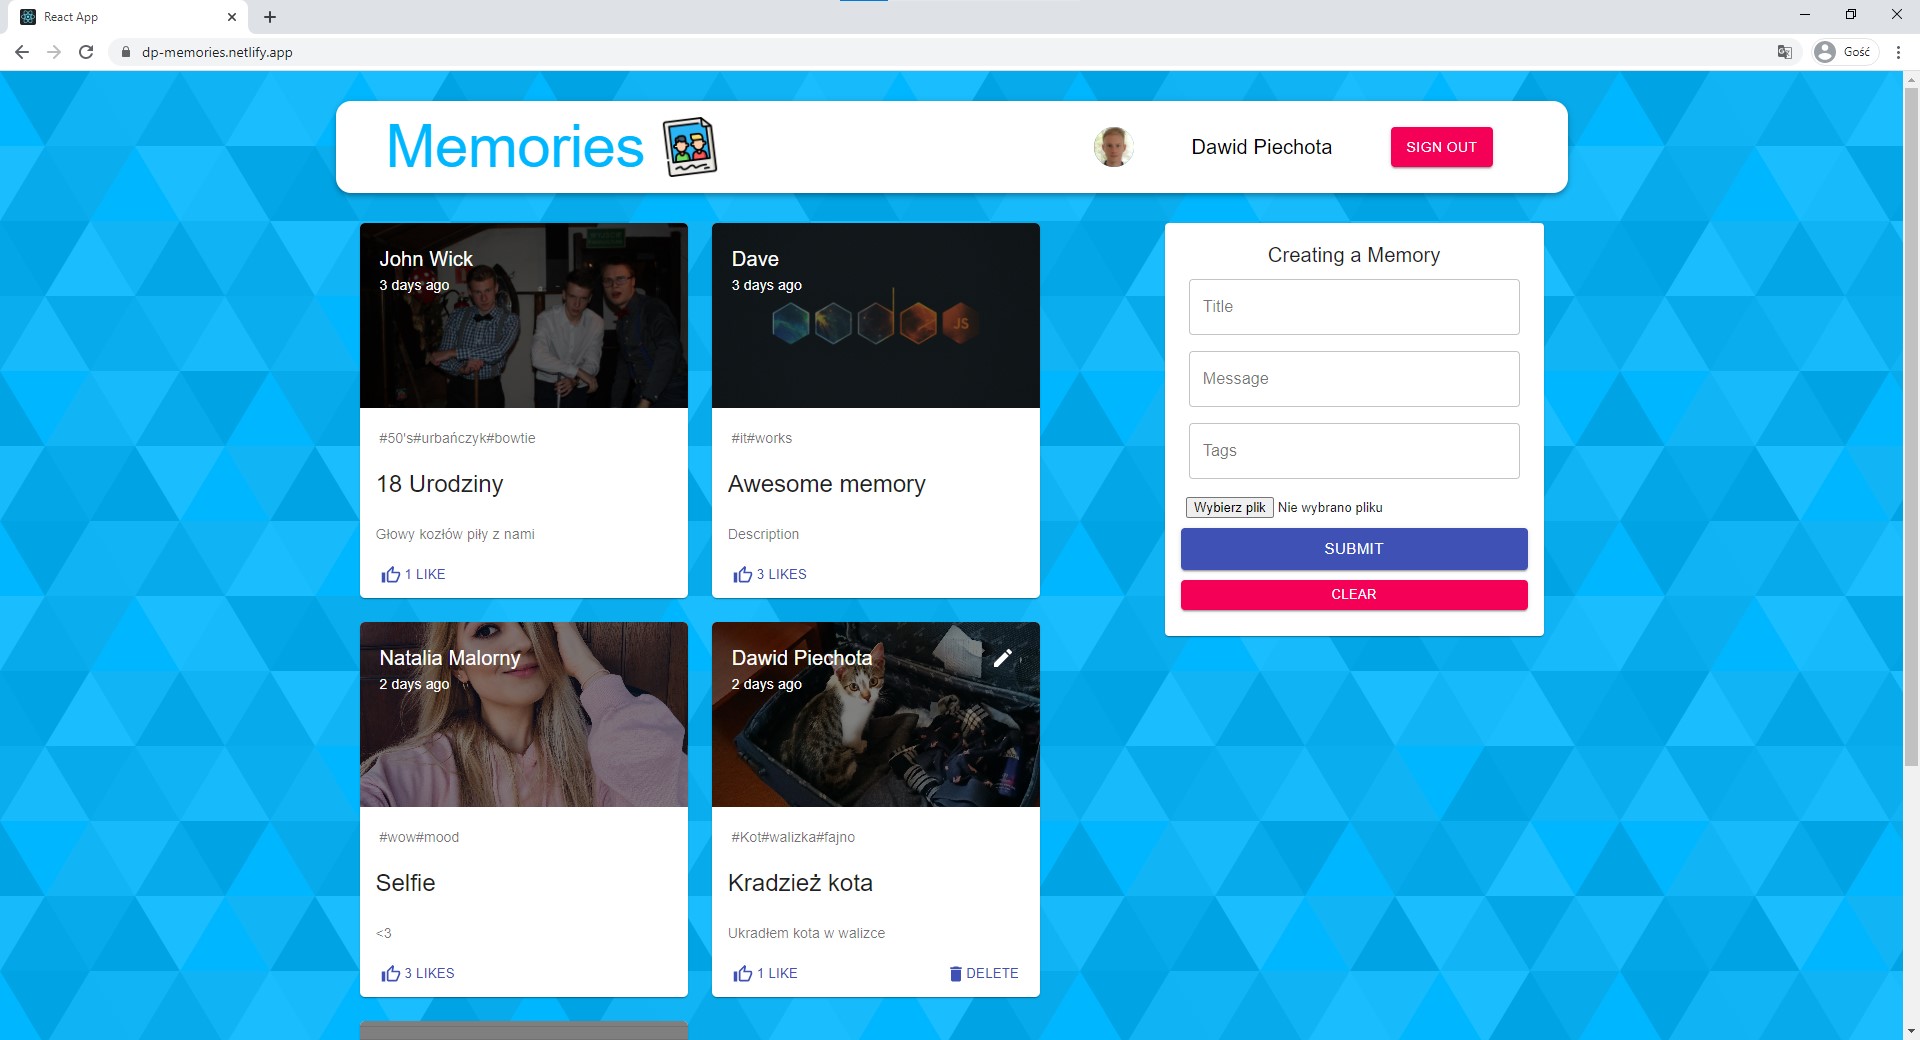 React App
dp-memories.netlify.app
Gość
Memories
Dawid Piechota
SIGN OUT
John Wick
3 days ago
#50's#urbańczyk#bowtie
18 Urodziny
Głowy kozłów piły z nami
1 LIKE
Dave
3 days ago
JS
#it#works
Awesome memory
Description
3 LIKES
Creating a Memory
Title
Message
Tags
Wybierz plik Nie wybrano pliku
SUBMIT
CLEAR
Natalia Malorny
2 days ago
#wow#mood
Selfie
<3
3 LIKES
Dawid Piechota
2 days ago
#Kot#walizka#fajno
Kradzież kota
Ukradłem kota w walizce
1 LIKE
DELETE